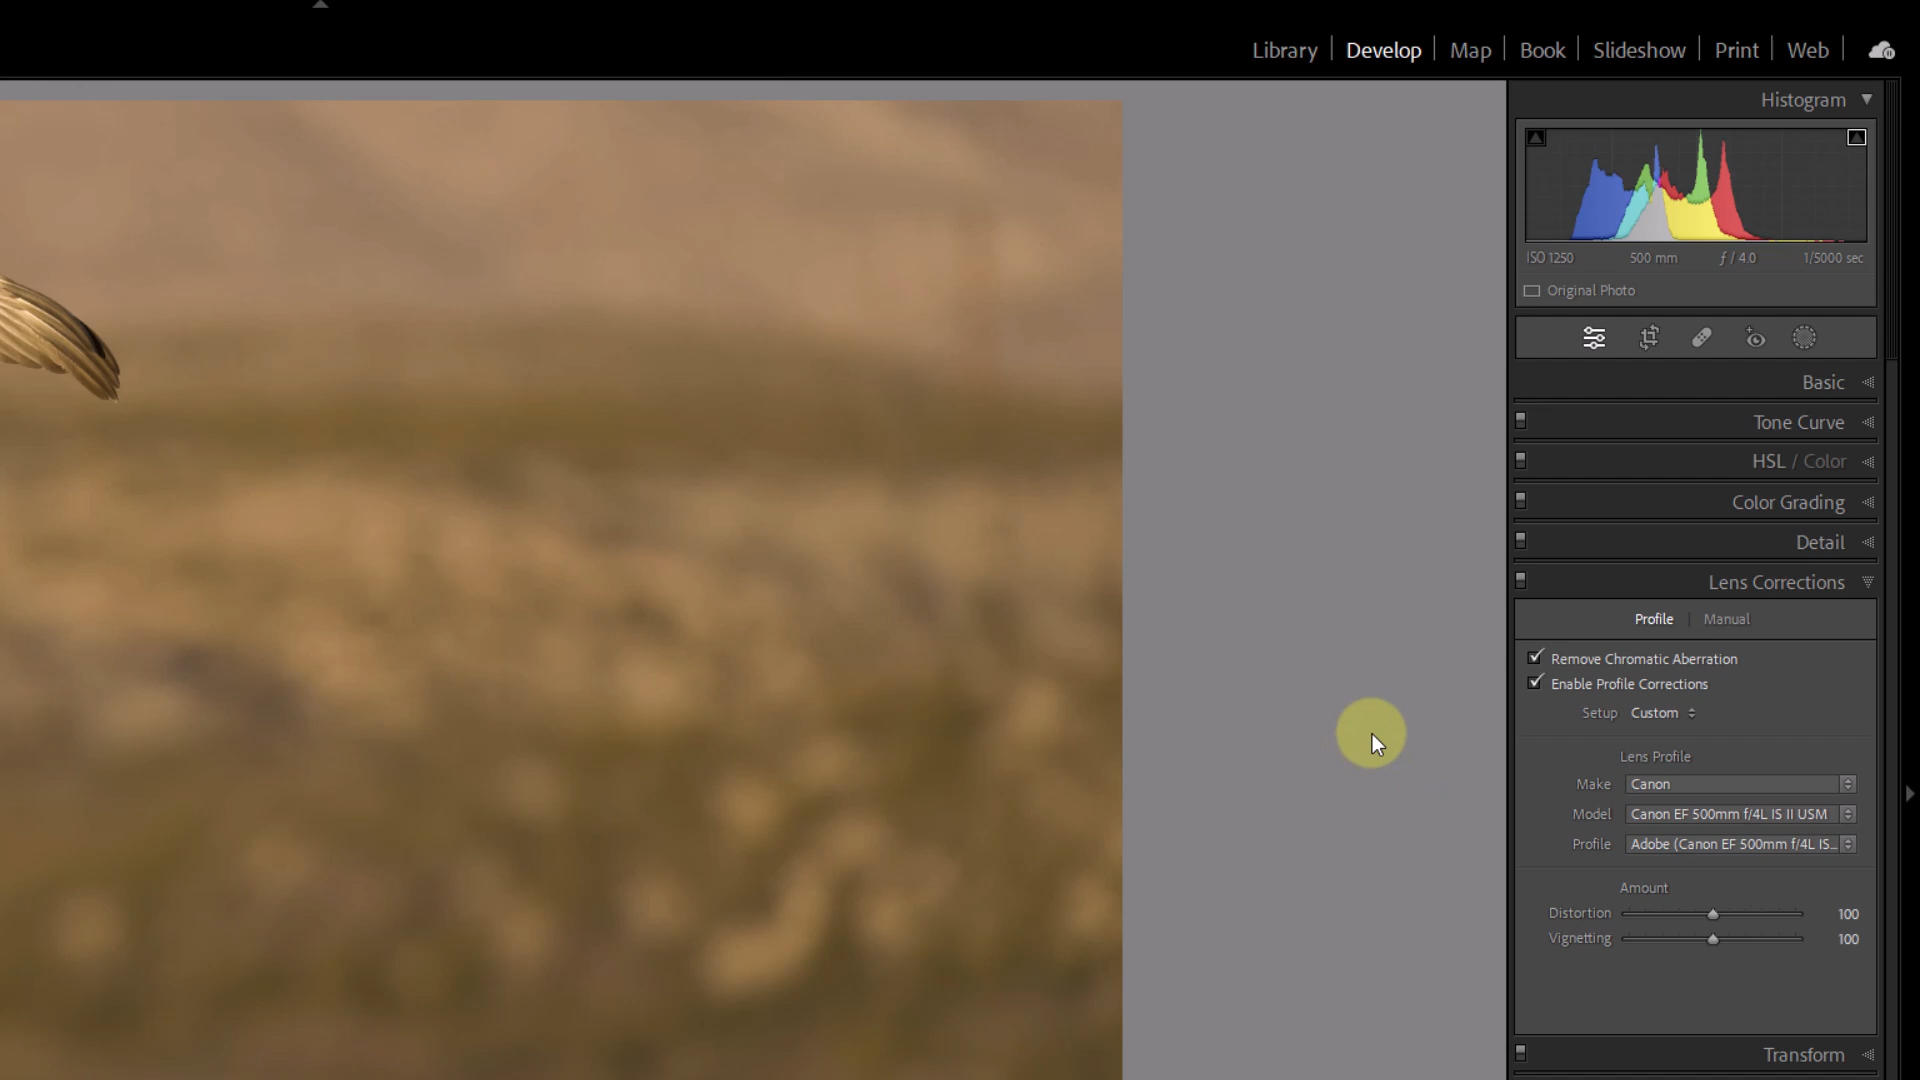 Library | Develop | Map | Book | Slideshow | Print | Web |
Histogram
ISO 1250 500 mm ƒ / 4.0 1/5000 sec
Original Photo
Basic
Tone Curve
HSL / Color
Color Grading
Detail
Lens Corrections
Profile | Manual
Remove Chromatic Aberration
Enable Profile Corrections
Setup Custom
Lens Profile
Make Canon
Model Canon EF 500mm f/4L IS II USM
Profile Adobe (Canon EF 500mm f/4L IS...
Amount
Distortion 100
Vignetting 100
Transform